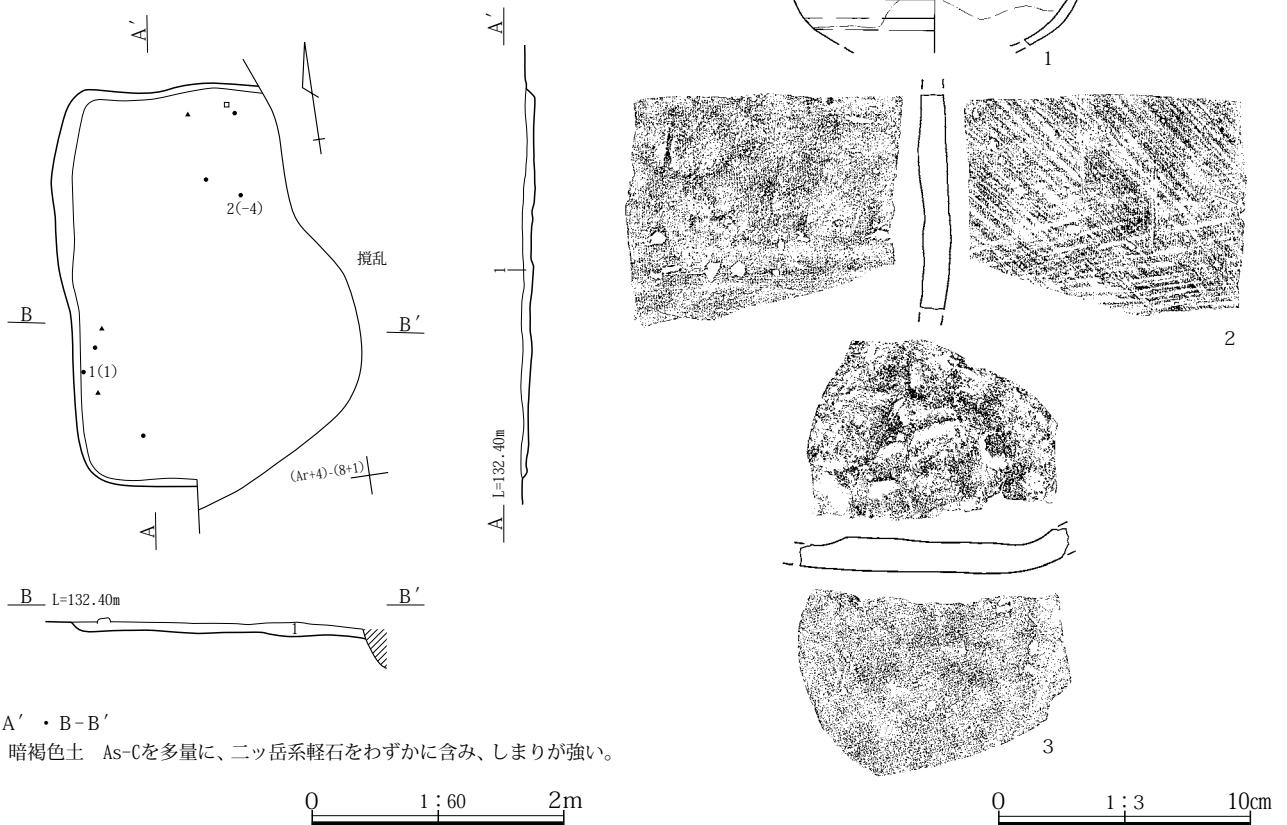 A′
A′
1
2(-4)
撹乱
1
2
B
B′
1(1)
(Ar+4)-(8+1)
L=132.40m
A
A
B L=132.40m B′
1
3
A′・B-B′
暗褐色土 As-Cを多量に、二ッ岳系軽石をわずかに含み、しまりが強い。
0 1：60 2m
0 1：3 10cm